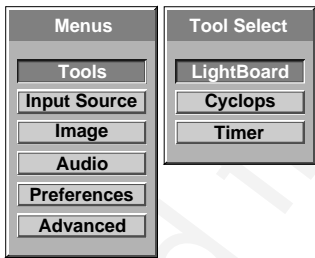 Menus
Tools
Input Source
Image
Audio
Preferences
Advanced
Tool Select
LightBoard
Cyclops
Timer